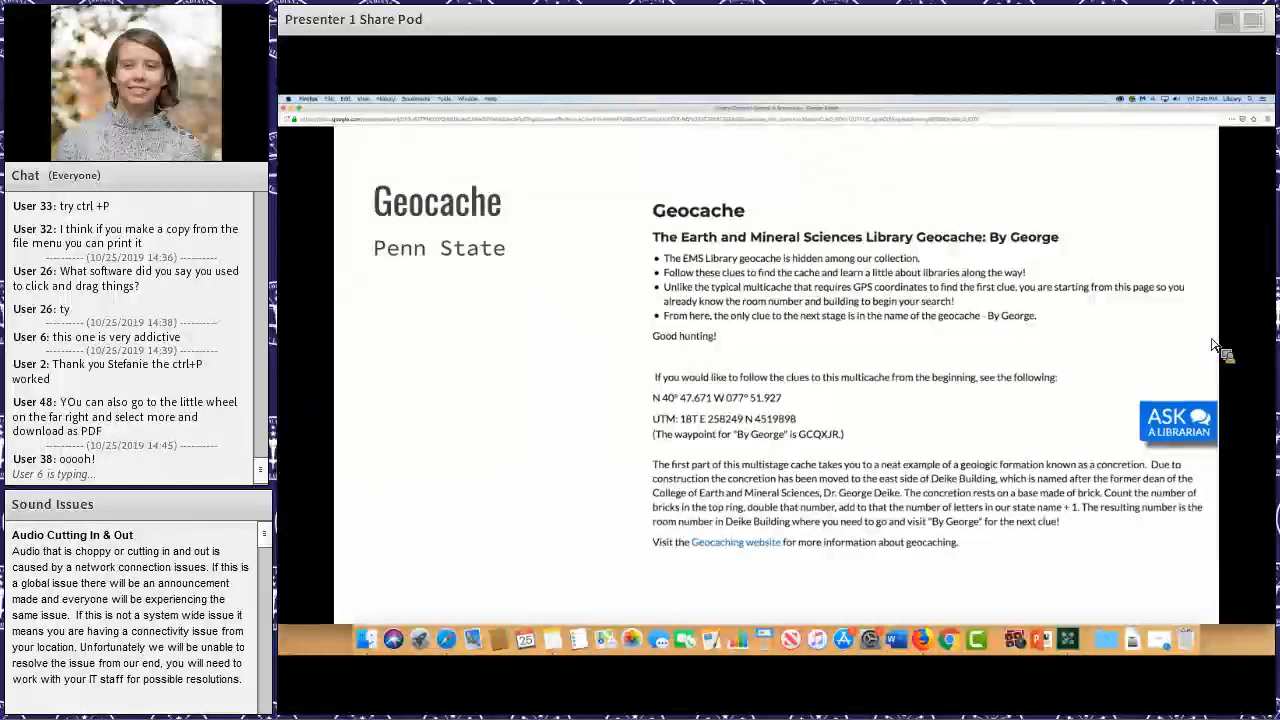 Presenter 1 Share Pod
Chat (Everyone)
User 33: try ctrl +P
User 32: I think if you make a copy from the
file menu you can print it
---------- (10/25/2019 14:36) ----------
User 26: What software did you say you used
to click and drag things?
User 26: ty
---------- (10/25/2019 14:38) ----------
User 6: this one is very addictive
---------- (10/25/2019 14:39) ----------
User 2: Thank you Stefanie the ctrl+P
worked
User 48: YOu can also go to the little wheel
on the far right and select more and
download as PDF
---------- (10/25/2019 14:45) ----------
User 38: ooooh!
User 6 is typing...
Sound Issues
Audio Cutting In & Out
Audio that is choppy or cutting in and out is
caused by a network connection issues. If this is
a global issue there will be an announcement
made and everyone will be experiencing the
same issue. If this is not a system wide issue it
means you are having a connectivity issue from
your location. Unfortunately we will be unable to
resolve the issue from our end, you will need to
work with your IT staff for possible resolutions.
Firefox File Edit View History Bookmarks Tools Window Help
Geocache
Penn State
Geocache
The Earth and Mineral Sciences Library Geocache: By George
• The EMS Library geocache is hidden among our collection.
• Follow these clues to find the cache and learn a little about libraries along the way!
• Unlike the typical multicache that requires GPS coordinates to find the first clue, you are starting from this page so you
already know the room number and building to begin your search!
• From here, the only clue to the next stage is in the name of the geocache - By George.
Good hunting!
If you would like to follow the clues to this multicache from the beginning, see the following:
N 40° 47.671 W 077° 51.927
UTM: 18T E 258249 N 4519898
(The waypoint for "By George" is GCQXJR.)
ASK
A LIBRARIAN
The first part of this multistage cache takes you to a neat example of a geologic formation known as a concretion. Due to
construction the concretion has been moved to the east side of Deike Building, which is named after the former dean of the
College of Earth and Mineral Sciences, Dr. George Deike. The concretion rests on a base made of brick. Count the number of
bricks in the top ring, double that number, add to that the number of letters in our state name + 1. The resulting number is the
room number in Deike Building where you need to go and visit "By George" for the next clue!
Visit the Geocaching website for more information about geocaching.
25